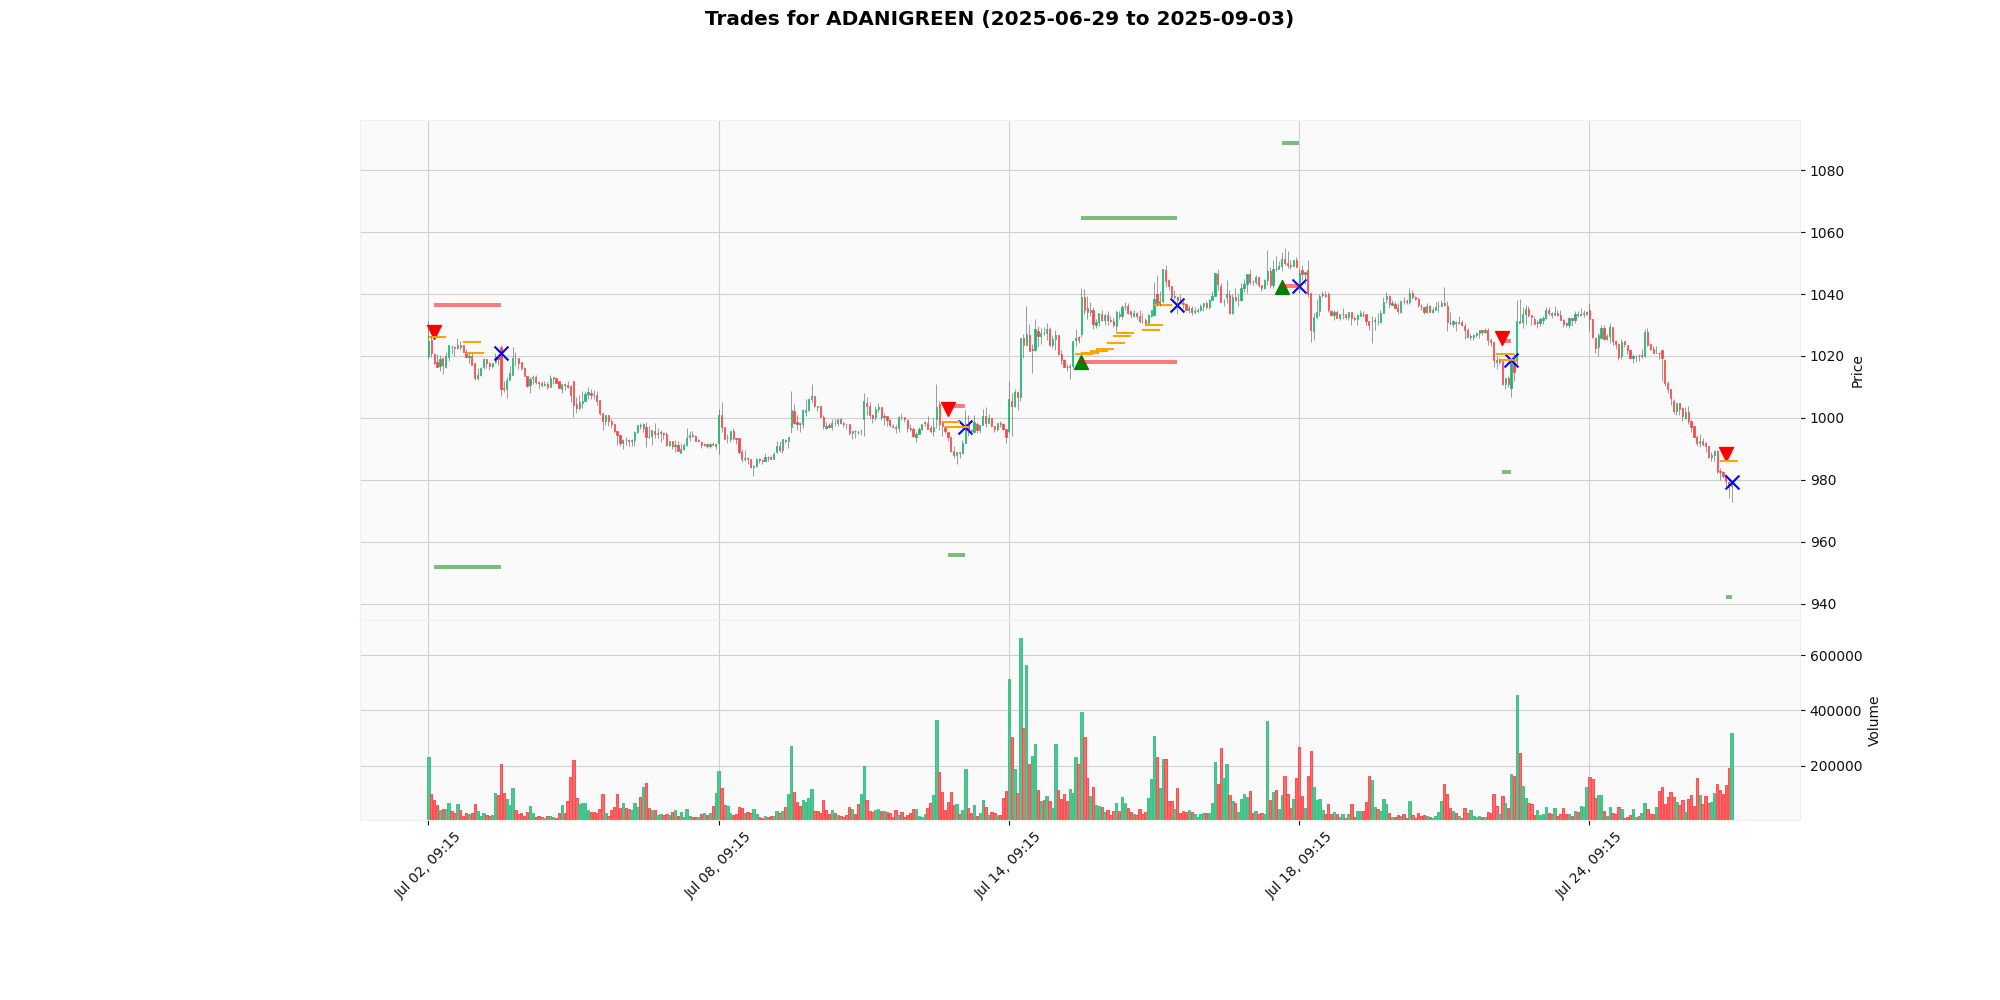 Trades for ADANIGREEN (2025-06-29 to 2025-09-03)
1080
1060
1040
1020
1000
980
960
940
Price
600000
400000
200000
Volume
Jul 02, 09:15
Jul 08, 09:15
Jul 14, 09:15
Jul 18, 09:15
Jul 24, 09:15